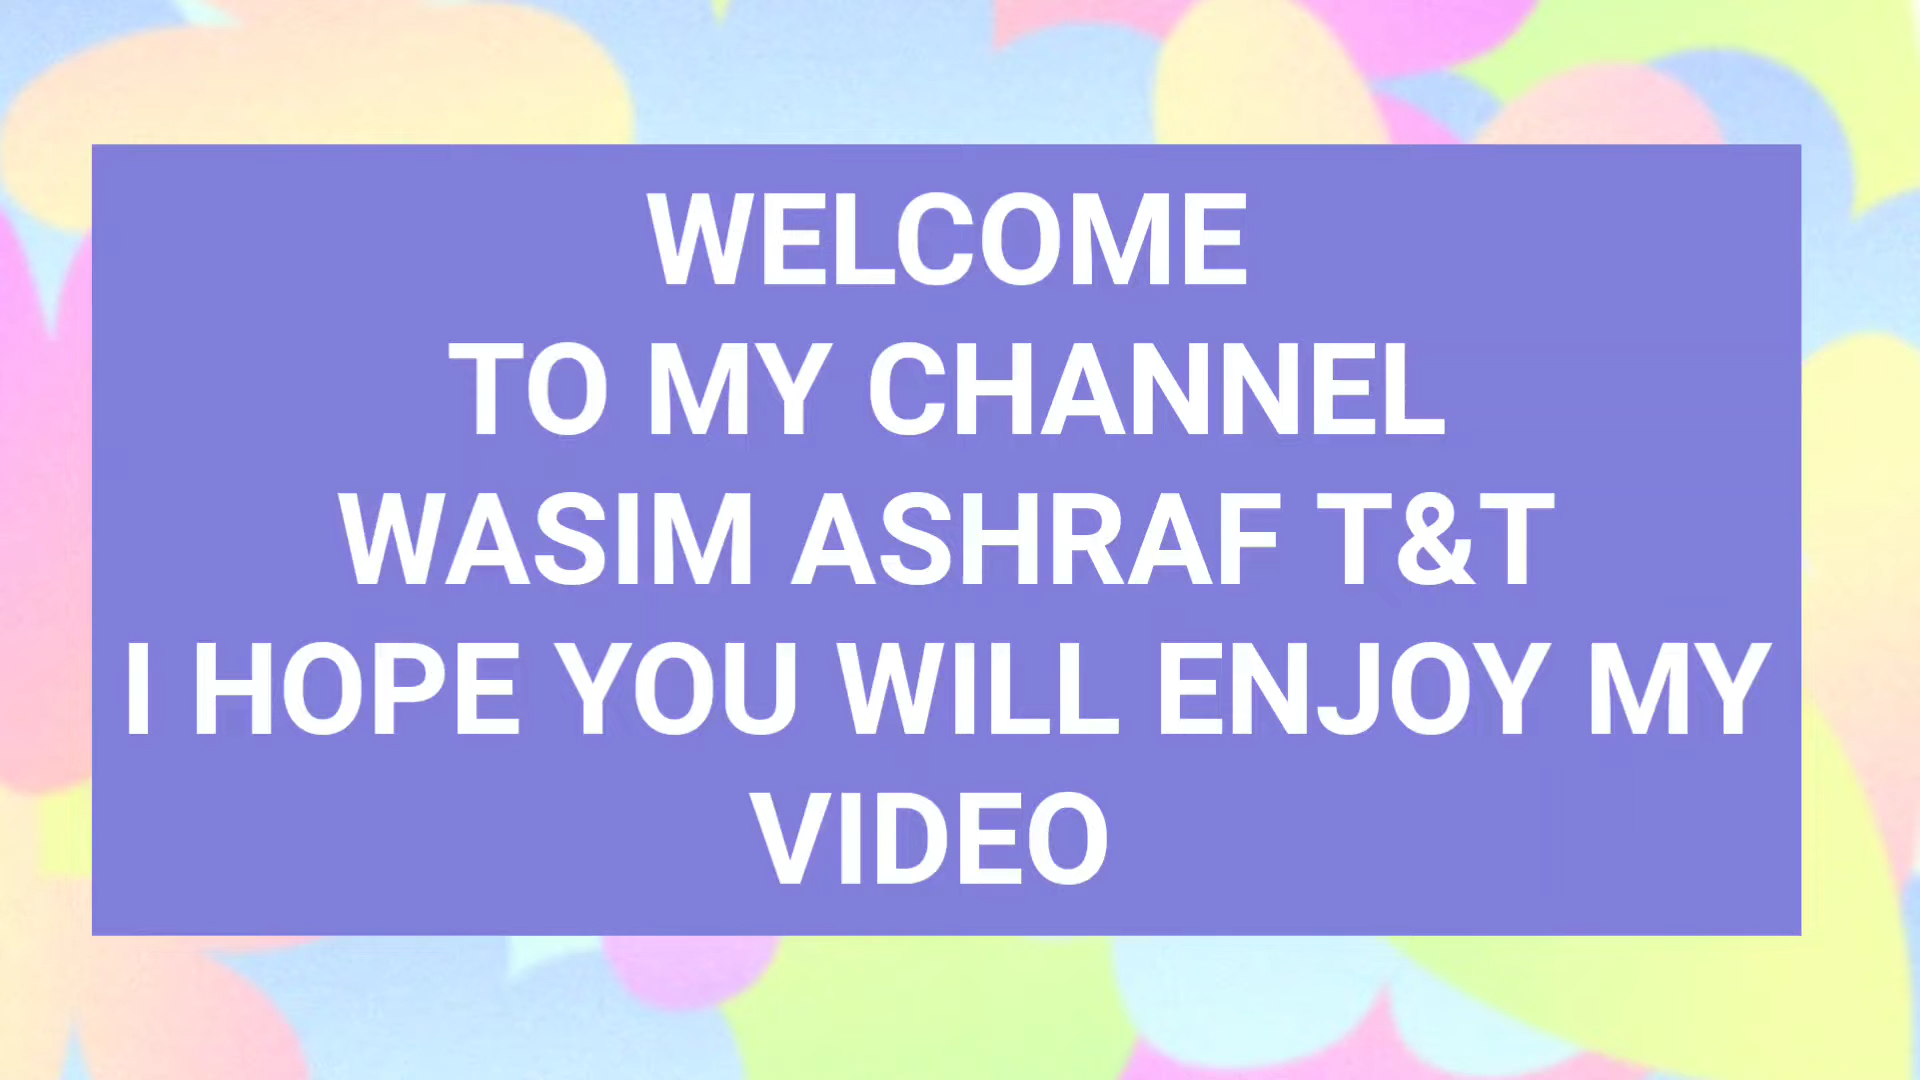 WELCOME
TO MY CHANNEL
WASIM ASHRAF T&T
I HOPE YOU WILL ENJOY MY
VIDEO